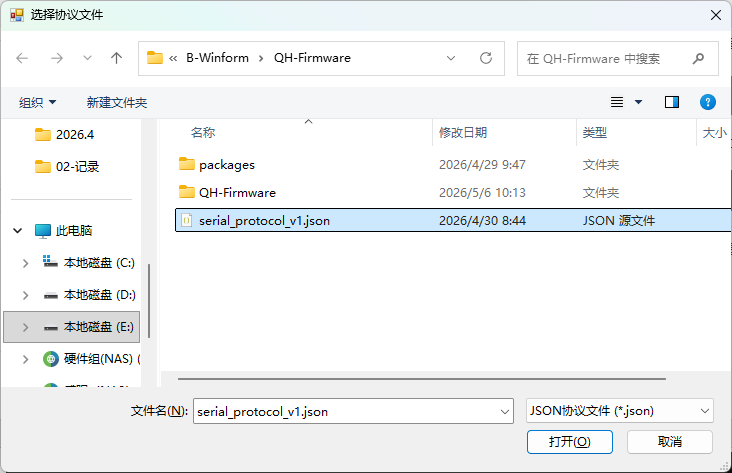 选择协议文件
« B-Winform › QH-Firmware
在 QH-Firmware 中搜索
组织 新建文件夹
名称 修改日期 类型 大小
2026.4
02-记录
此电脑
本地磁盘 (C:)
本地磁盘 (D:)
本地磁盘 (E:)
硬件组(NAS) (
packages 2026/4/29 9:47 文件夹
QH-Firmware 2026/5/6 10:13 文件夹
serial_protocol_v1.json 2026/4/30 8:44 JSON 源文件
文件名(N): serial_protocol_v1.json JSON协议文件 (*.json)
打开(O) 取消